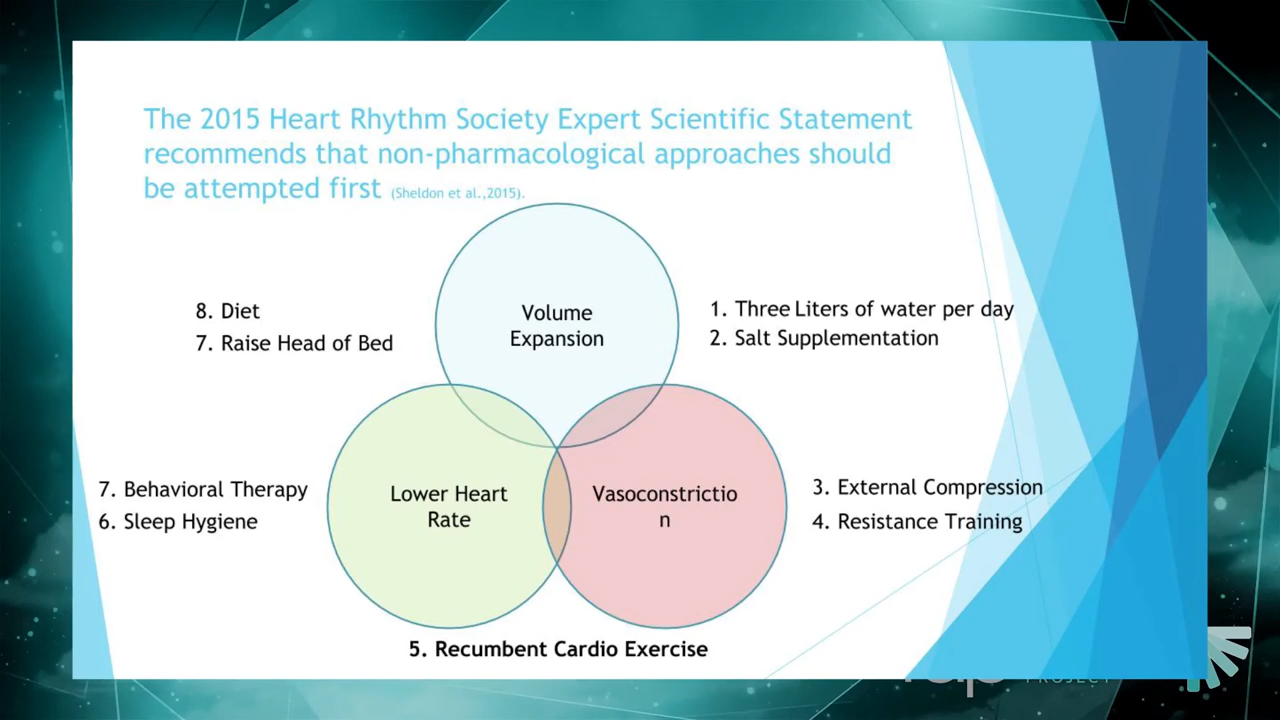 The 2015 Heart Rhythm Society Expert Scientific Statement
recommends that non-pharmacological approaches should
be attempted first (Sheldon et al.,2015).
8. Diet
7. Raise Head of Bed
Volume
Expansion
1. Three Liters of water per day
2. Salt Supplementation
7. Behavioral Therapy
6. Sleep Hygiene
Lower Heart
Rate
Vasoconstrictio
n
3. External Compression
4. Resistance Training
5. Recumbent Cardio Exercise
PROJECT